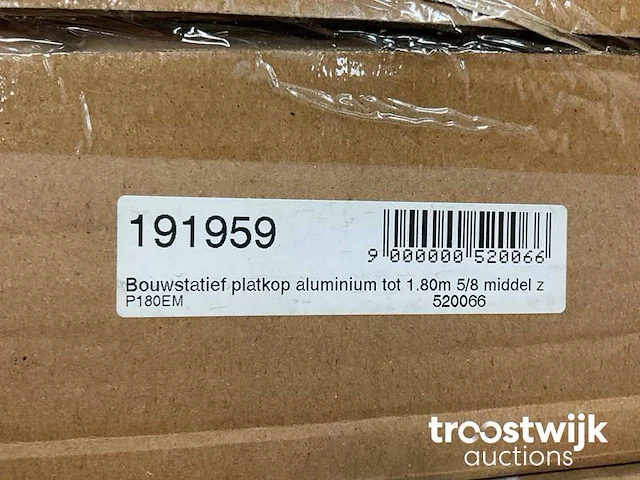 191959
9 000000 520066
Bouwstatief platkop aluminium tot 1.80m 5/8 middel z
P180EM 520066
troostwijk
auctions